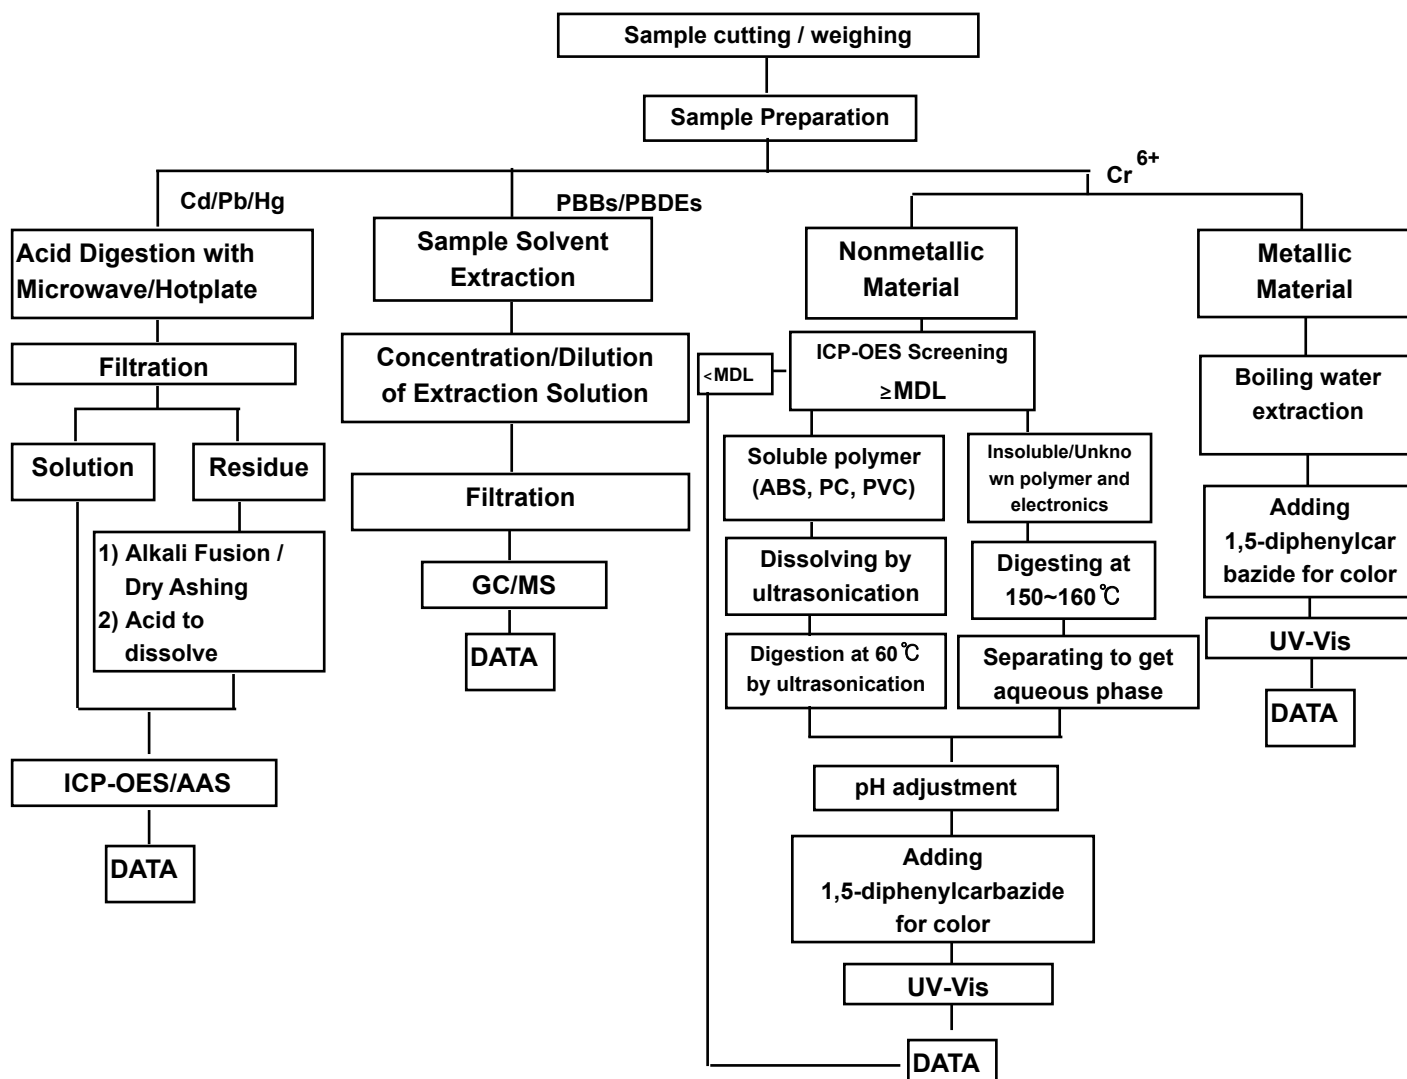 Sample cutting / weighing
Sample Preparation
Cr 6+
Cd/Pb/Hg
PBBs/PBDEs
Acid Digestion with
Microwave/Hotplate
Sample Solvent
Extraction
Nonmetallic
Material
Metallic
Material
Filtration
Concentration/Dilution
of Extraction Solution
<MDL
ICP-OES Screening
≥MDL
Boiling water
extraction
Solution
Residue
Filtration
Soluble polymer
(ABS, PC, PVC)
Insoluble/Unkno
wn polymer and
electronics
Adding
1,5-diphenylcar
bazide for color
1) Alkali Fusion /
Dry Ashing
2) Acid to
dissolve
GC/MS
Dissolving by
ultrasonication
Digesting at
150~160℃
UV-Vis
DATA
Digestion at 60℃
by ultrasonication
Separating to get
aqueous phase
DATA
ICP-OES/AAS
pH adjustment
DATA
Adding
1,5-diphenylcarbazide
for color
UV-Vis
DATA